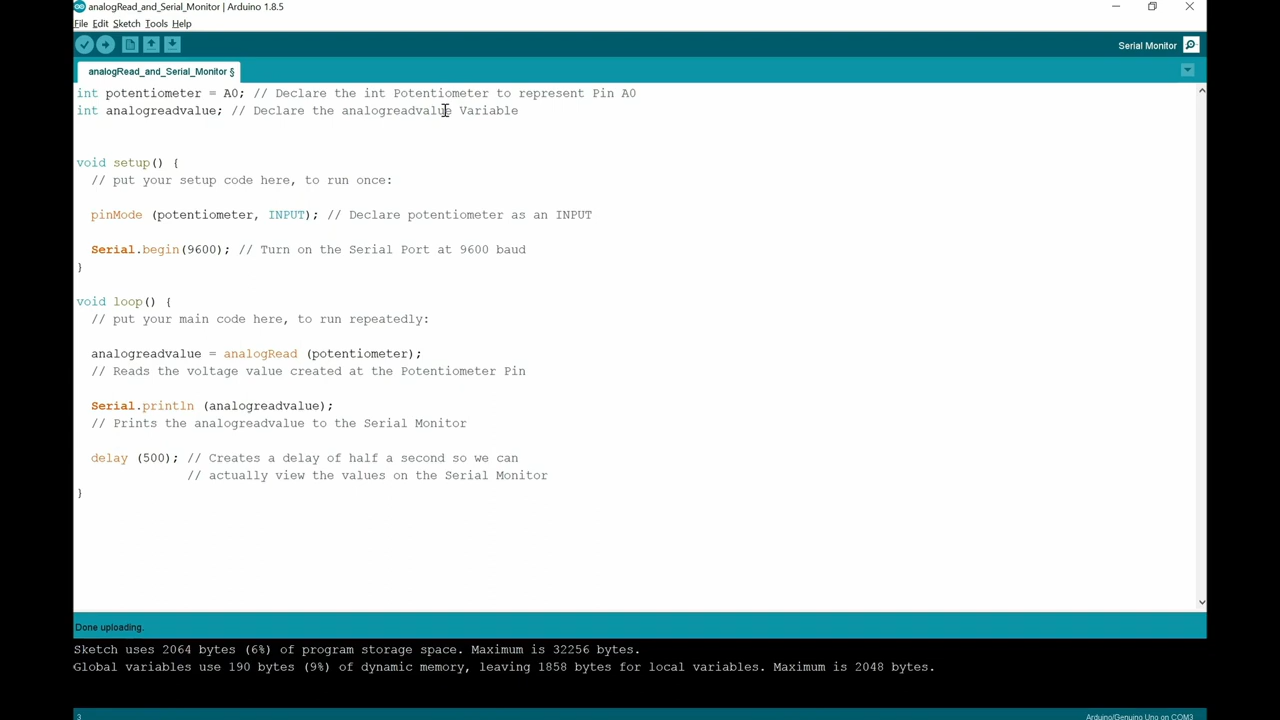 analogRead_and_Serial_Monitor | Arduino 1.8.5
File Edit Sketch Tools Help
Serial Monitor
analogRead_and_Serial_Monitor §
int potentiometer = A0; // Declare the int Potentiometer to represent Pin A0
int analogreadvalue; // Declare the analogreadvalue Variable
void setup() {
// put your setup code here, to run once:
pinMode (potentiometer, INPUT); // Declare potentiometer as an INPUT
Serial.begin(9600); // Turn on the Serial Port at 9600 baud
}
void loop() {
// put your main code here, to run repeatedly:
analogreadvalue = analogRead (potentiometer);
// Reads the voltage value created at the Potentiometer Pin
Serial.println (analogreadvalue);
// Prints the analogreadvalue to the Serial Monitor
delay (500); // Creates a delay of half a second so we can
// actually view the values on the Serial Monitor
}
Done uploading.
Sketch uses 2064 bytes (6%) of program storage space. Maximum is 32256 bytes.
Global variables use 190 bytes (9%) of dynamic memory, leaving 1858 bytes for local variables. Maximum is 2048 bytes.
3
Arduino/Genuino Uno on COM3